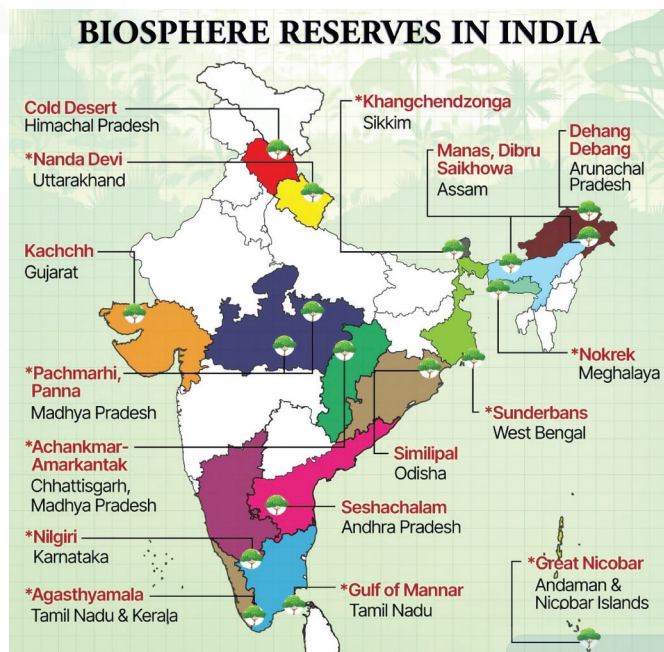 BIOSPHERE RESERVES IN INDIA
Cold Desert
Himachal Pradesh
*Khangchendzonga
Sikkim
Dehang
Debang
Arunachal
Pradesh
*Nanda Devi
Uttarakhand
Manas, Dibru
Saikhowa
Assam
Kachchh
Gujarat
*Pachmarhi,
Panna
Madhya Pradesh
*Nokrek
Meghalaya
*Sunderbans
West Bengal
*Achankmar-
Amarkantak
Chhattisgarh,
Madhya Pradesh
Similipal
Odisha
Seshachalam
Andhra Pradesh
*Nilgiri
Karnataka
*Agasthyamala
Tamil Nadu & Kerala
*Gulf of Mannar
Tamil Nadu
*Great Nicobar
Andaman &
Nicobar Islands